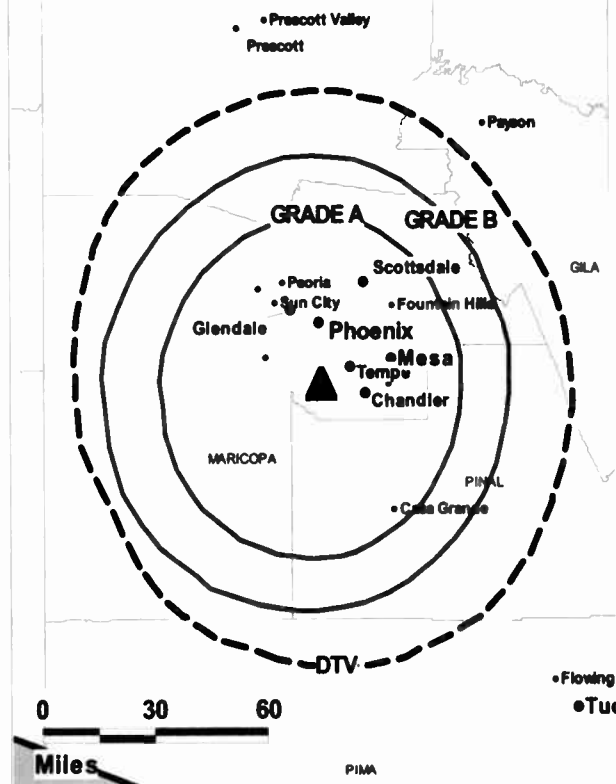 Prescott Valley
Prescott
Payson
GRADE A
GRADE B
GILA
Scottsdale
Peoria
Sun City
Fountain Hills
Glendale
Phoenix
Mesa
Tempe
Chandler
MARICOPA
PINAL
Casa Grande
DTV
Flowing
Tuc
0 30 60
Miles
PIMA